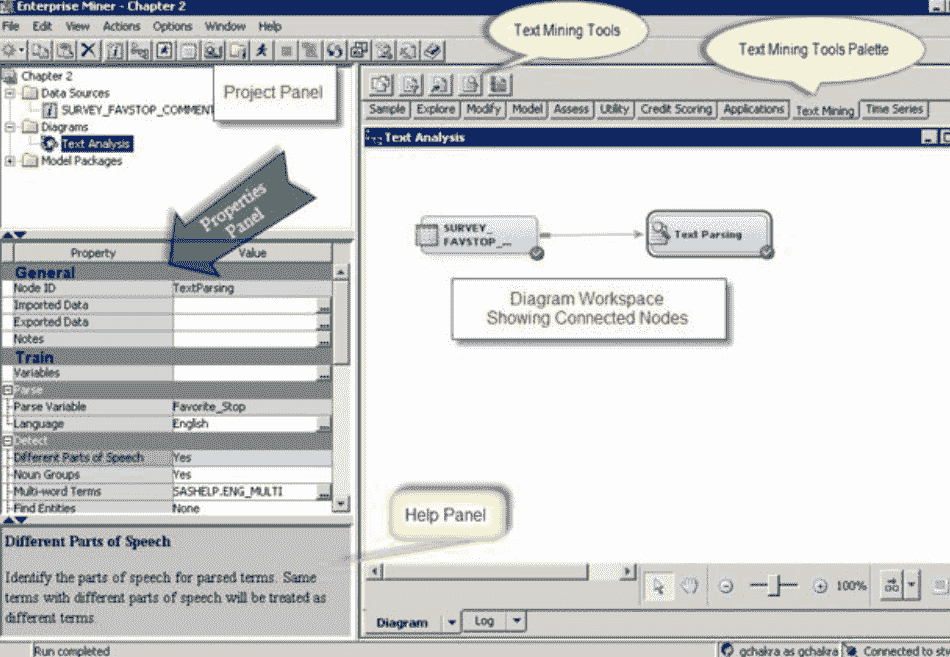 Enterprise Miner - Chapter 2
File Edit View Actions Options Window Help
Text Mining Tools
Text Mining Tools Palette
Project Panel
Chapter 2
Data Sources
SURVEY_FAVSTOP_COMMENT
Diagrams
Text Analysis
Model Packages
Sample Explore Modify Model Assess Utility Credit Scoring Applications Text Mining Time Series
Text Analysis
Properties
Panel
SURVEY_
FAVSTOP_...
Text Parsing
Diagram Workspace
Showing Connected Nodes
Property Value
General
Node ID TextParsing
Imported Data ...
Exported Data ...
Notes ...
Train
Variables ...
Parse
Parse Variable Favorite_Stop
Language English ...
Detect
Different Parts of Speech Yes
Noun Groups Yes
Multi-word Terms SASHELP.ENG_MULTI ...
Find Entities None
Help Panel
Different Parts of Speech
Identify the parts of speech for parsed terms. Same
terms with different parts of speech will be treated as
different terms.
100%
Diagram Log
Run completed
gchakra as gchakra Connected to